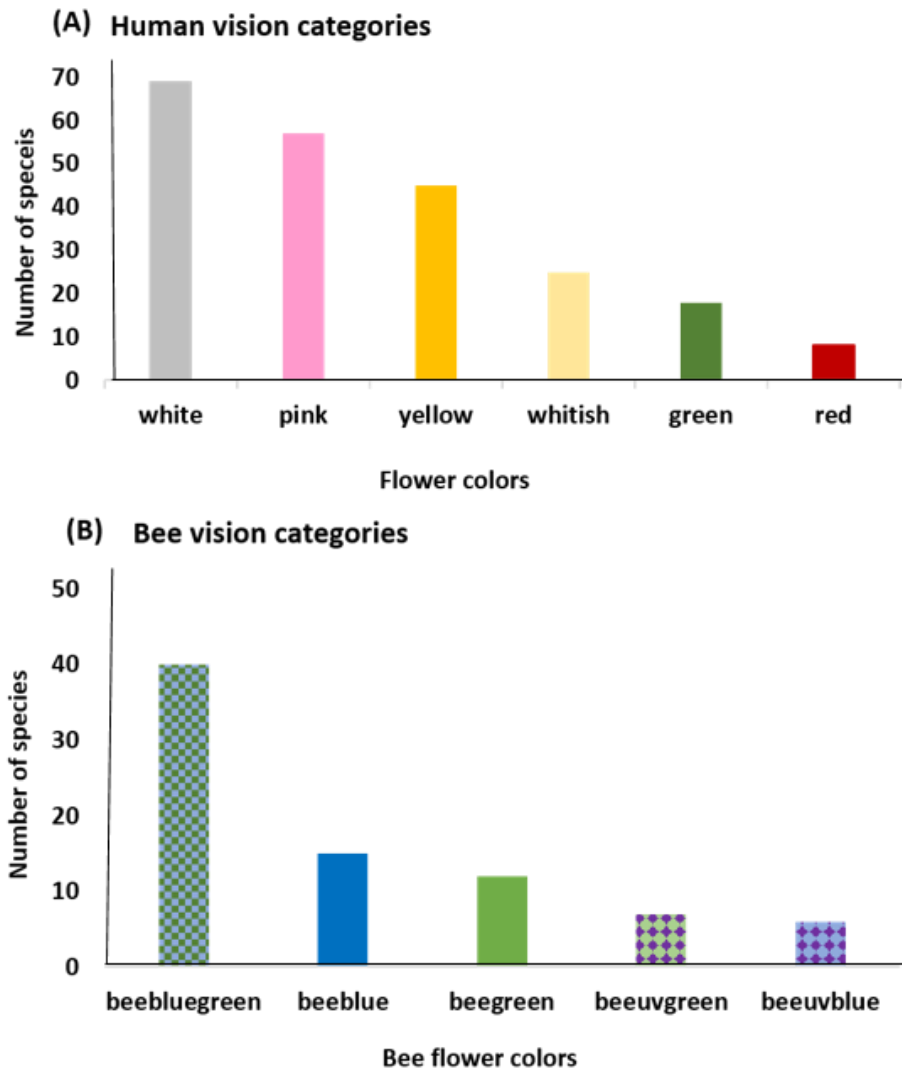 (A) Human vision categories
Number of speceis
70
60
50
40
30
20
10
0
white pink yellow whitish green red
Flower colors
(B) Bee vision categories
Number of species
50
40
30
20
10
0
beebluegreen beeblue beegreen beeuvgreen beeuvblue
Bee flower colors